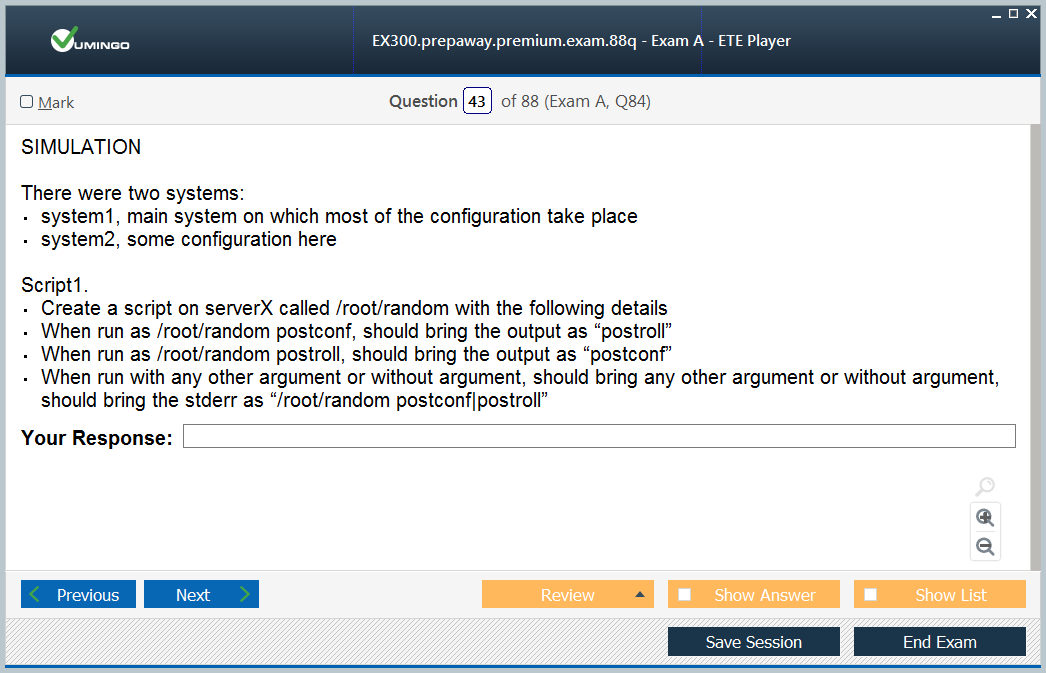 VUMINGO
EX300.prepaway.premium.exam.88q - Exam A - ETE Player
Mark
Question 43 of 88 (Exam A, Q84)
SIMULATION
There were two systems:
· system1, main system on which most of the configuration take place
· system2, some configuration here
Script1.
· Create a script on serverX called /root/random with the following details
· When run as /root/random postconf, should bring the output as “postroll”
· When run as /root/random postroll, should bring the output as “postconf”
· When run with any other argument or without argument, should bring any other argument or without argument,
should bring the stderr as “/root/random postconf|postroll”
Your Response:
Previous
Next
Review
Show Answer
Show List
Save Session
End Exam